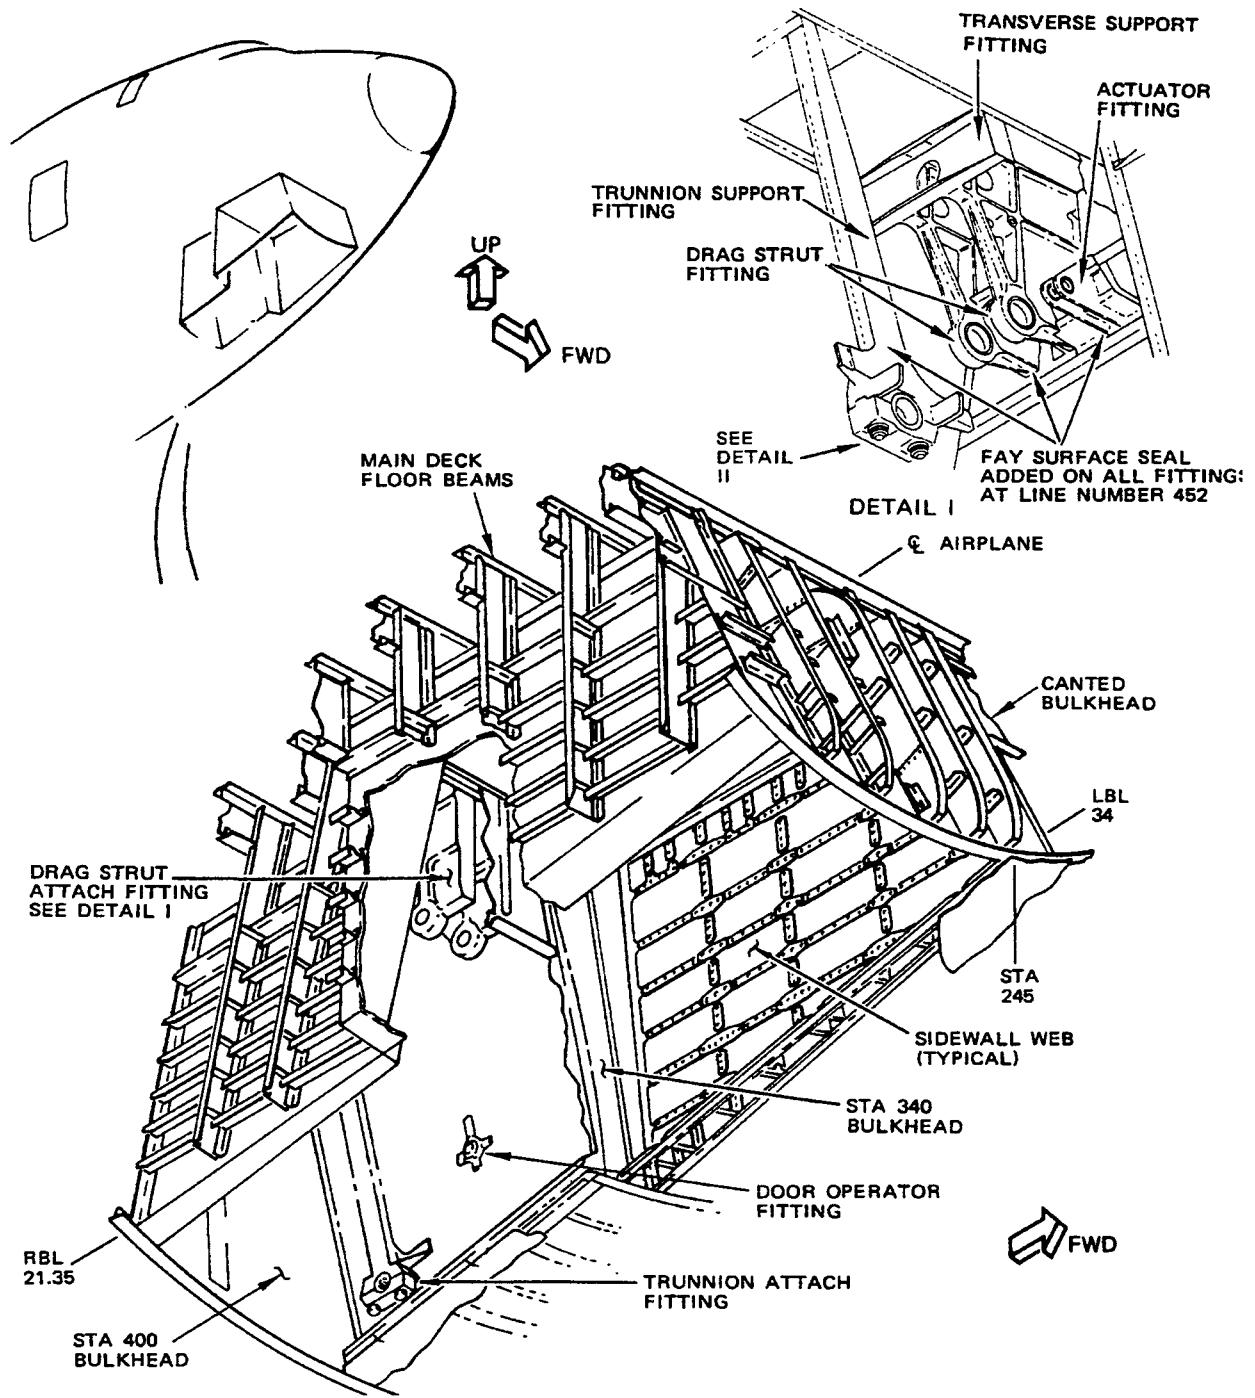 TRANSVERSE SUPPORT
FITTING
ACTUATOR
FITTING
TRUNNION SUPPORT
FITTING
DRAG STRUT
FITTING
UP
FWD
SEE
DETAIL
II
FAY SURFACE SEAL
ADDED ON ALL FITTING:
AT LINE NUMBER 452
DETAIL I
MAIN DECK
FLOOR BEAMS
℄ AIRPLANE
CANTED
BULKHEAD
LBL
34
DRAG STRUT
ATTACH FITTING
SEE DETAIL I
STA
245
SIDEWALL WEB
(TYPICAL)
STA 340
BULKHEAD
DOOR OPERATOR
FITTING
FWD
RBL
21.35
TRUNNION ATTACH
FITTING
STA 400
BULKHEAD